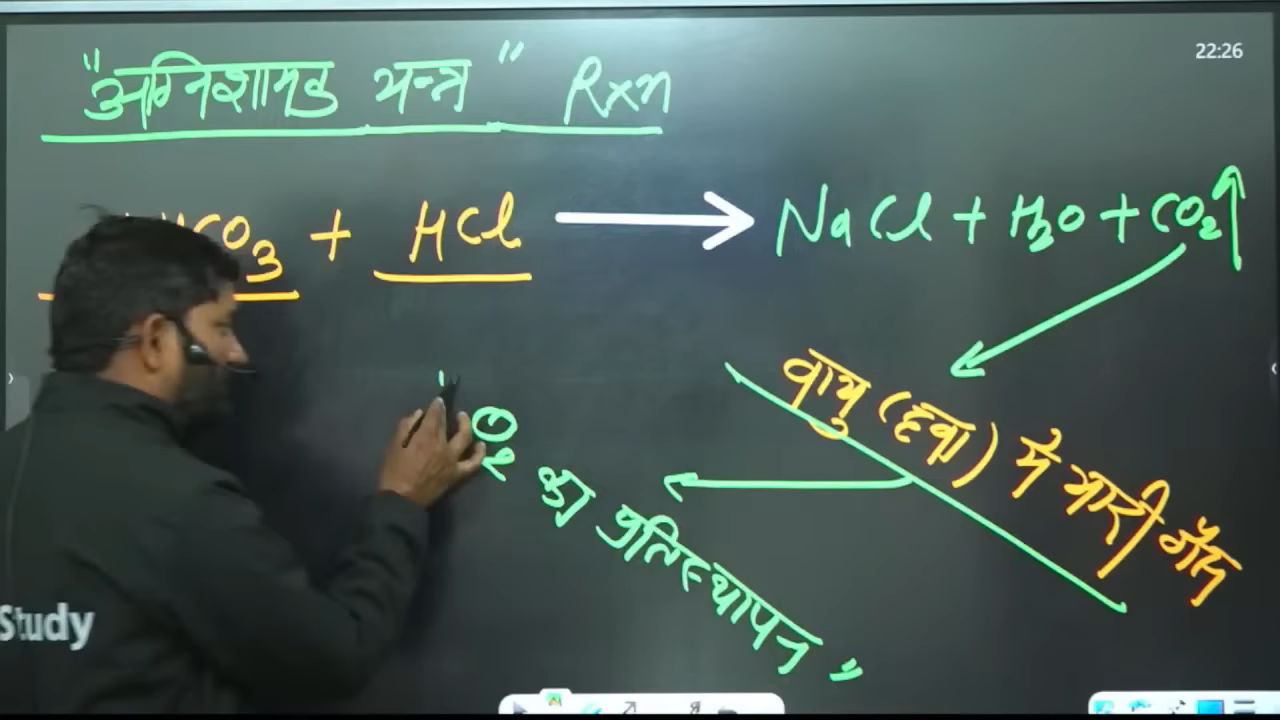 "अग्निशामक यन्त्र" Rxn
22:26
CO₃ + HCl → NaCl + H₂O + CO₂↑
वायु (हवा) से भारी गैस
O₂ का प्रतिस्थापन"
Study